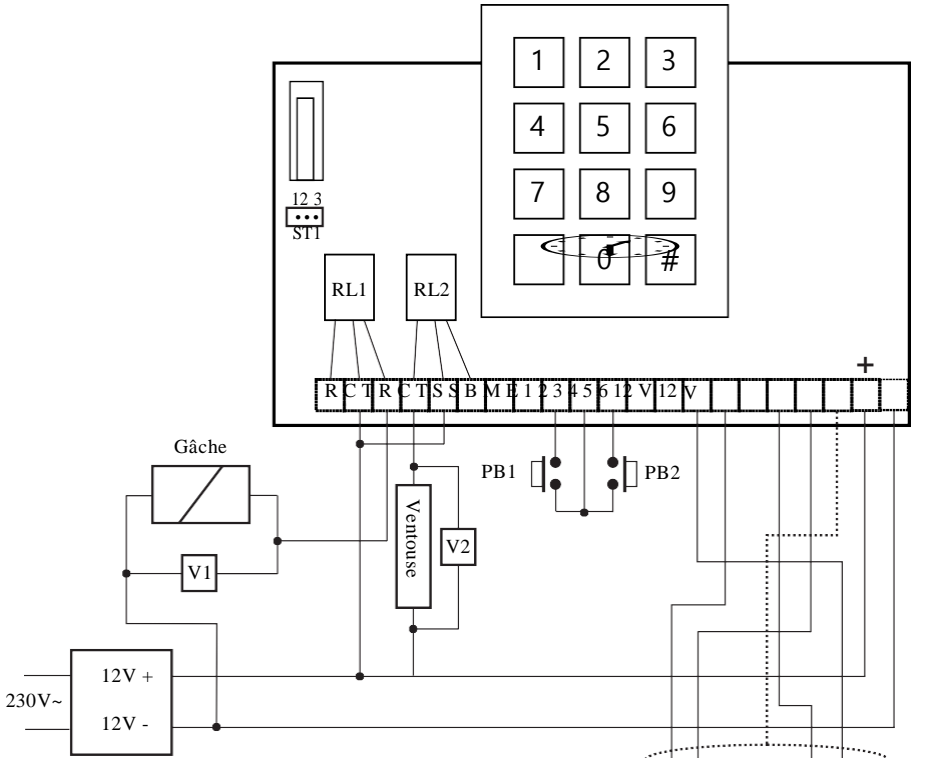 1 2 3
4 5 6
7 8 9
0 #
12 3
ST1
RL1 RL2
+
R C T R C T S S B M E 1 2 3 4 5 6 12 V 12 V
Gâche
PB1 PB2
Ventouse
V2
V1
12V +
230V~
12V -